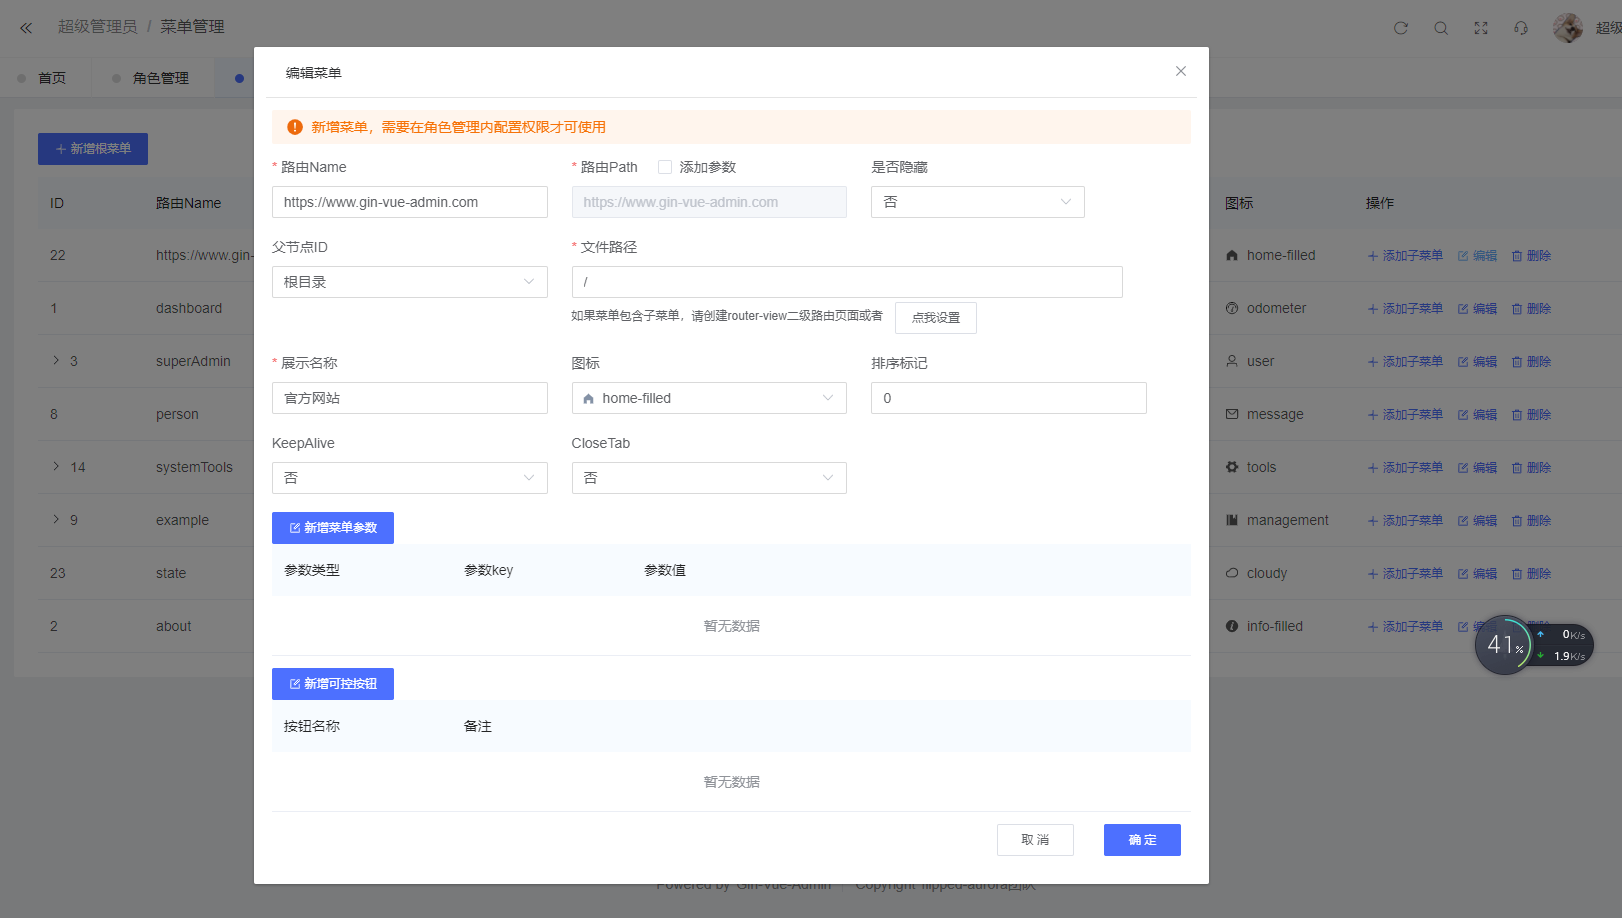 超级管理员 / 菜单管理
超级
首页
角色管理
编辑菜单
新增菜单，需要在角色管理内配置权限才可使用
新增根菜单
* 路由Name
* 路由Path
添加参数
是否隐藏
https://www.gin-vue-admin.com
https://www.gin-vue-admin.com
否
父节点ID
* 文件路径
根目录
/
如果菜单包含子菜单，请创建router-view二级路由页面或者
点我设置
* 展示名称
图标
排序标记
官方网站
home-filled
0
KeepAlive
CloseTab
否
否
新增菜单参数
参数类型
参数key
参数值
暂无数据
新增可控按钮
按钮名称
备注
暂无数据
取 消
确 定
ID
路由Name
图标
操作
22
https://www.gin-
home-filled
添加子菜单
编辑
删除
1
dashboard
odometer
添加子菜单
编辑
删除
3
superAdmin
user
添加子菜单
编辑
删除
8
person
message
添加子菜单
编辑
删除
14
systemTools
tools
添加子菜单
编辑
删除
9
example
management
添加子菜单
编辑
删除
23
state
cloudy
添加子菜单
编辑
删除
2
about
info-filled
添加子菜单
41%
0K/s
1.9K/s
Powered by Gin-Vue-Admin
Copyright flipped-aurora团队